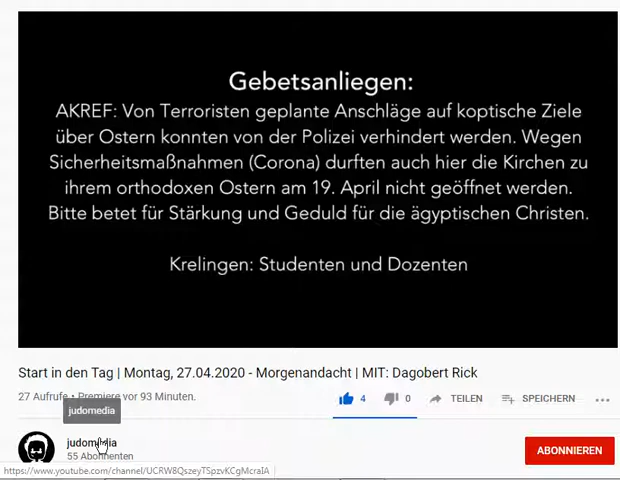 Gebetsanliegen:
AKREF: Von Terroristen geplante Anschläge auf koptische Ziele
über Ostern konnten von der Polizei verhindert werden. Wegen
Sicherheitsmaßnahmen (Corona) durften auch hier die Kirchen zu
ihrem orthodoxen Ostern am 19. April nicht geöffnet werden.
Bitte betet für Stärkung und Geduld für die ägyptischen Christen.
Krelingen: Studenten und Dozenten
Start in den Tag | Montag, 27.04.2020 - Morgenandacht | MIT: Dagobert Rick
27 Aufrufe • Premiere vor 93 Minuten.
4
0
TEILEN
SPEICHERN
judomedia
judomedia
55 Abonnenten
ABONNIEREN
https://www.youtube.com/channel/UCRW8QszeyTSpzvKCgMcraIA